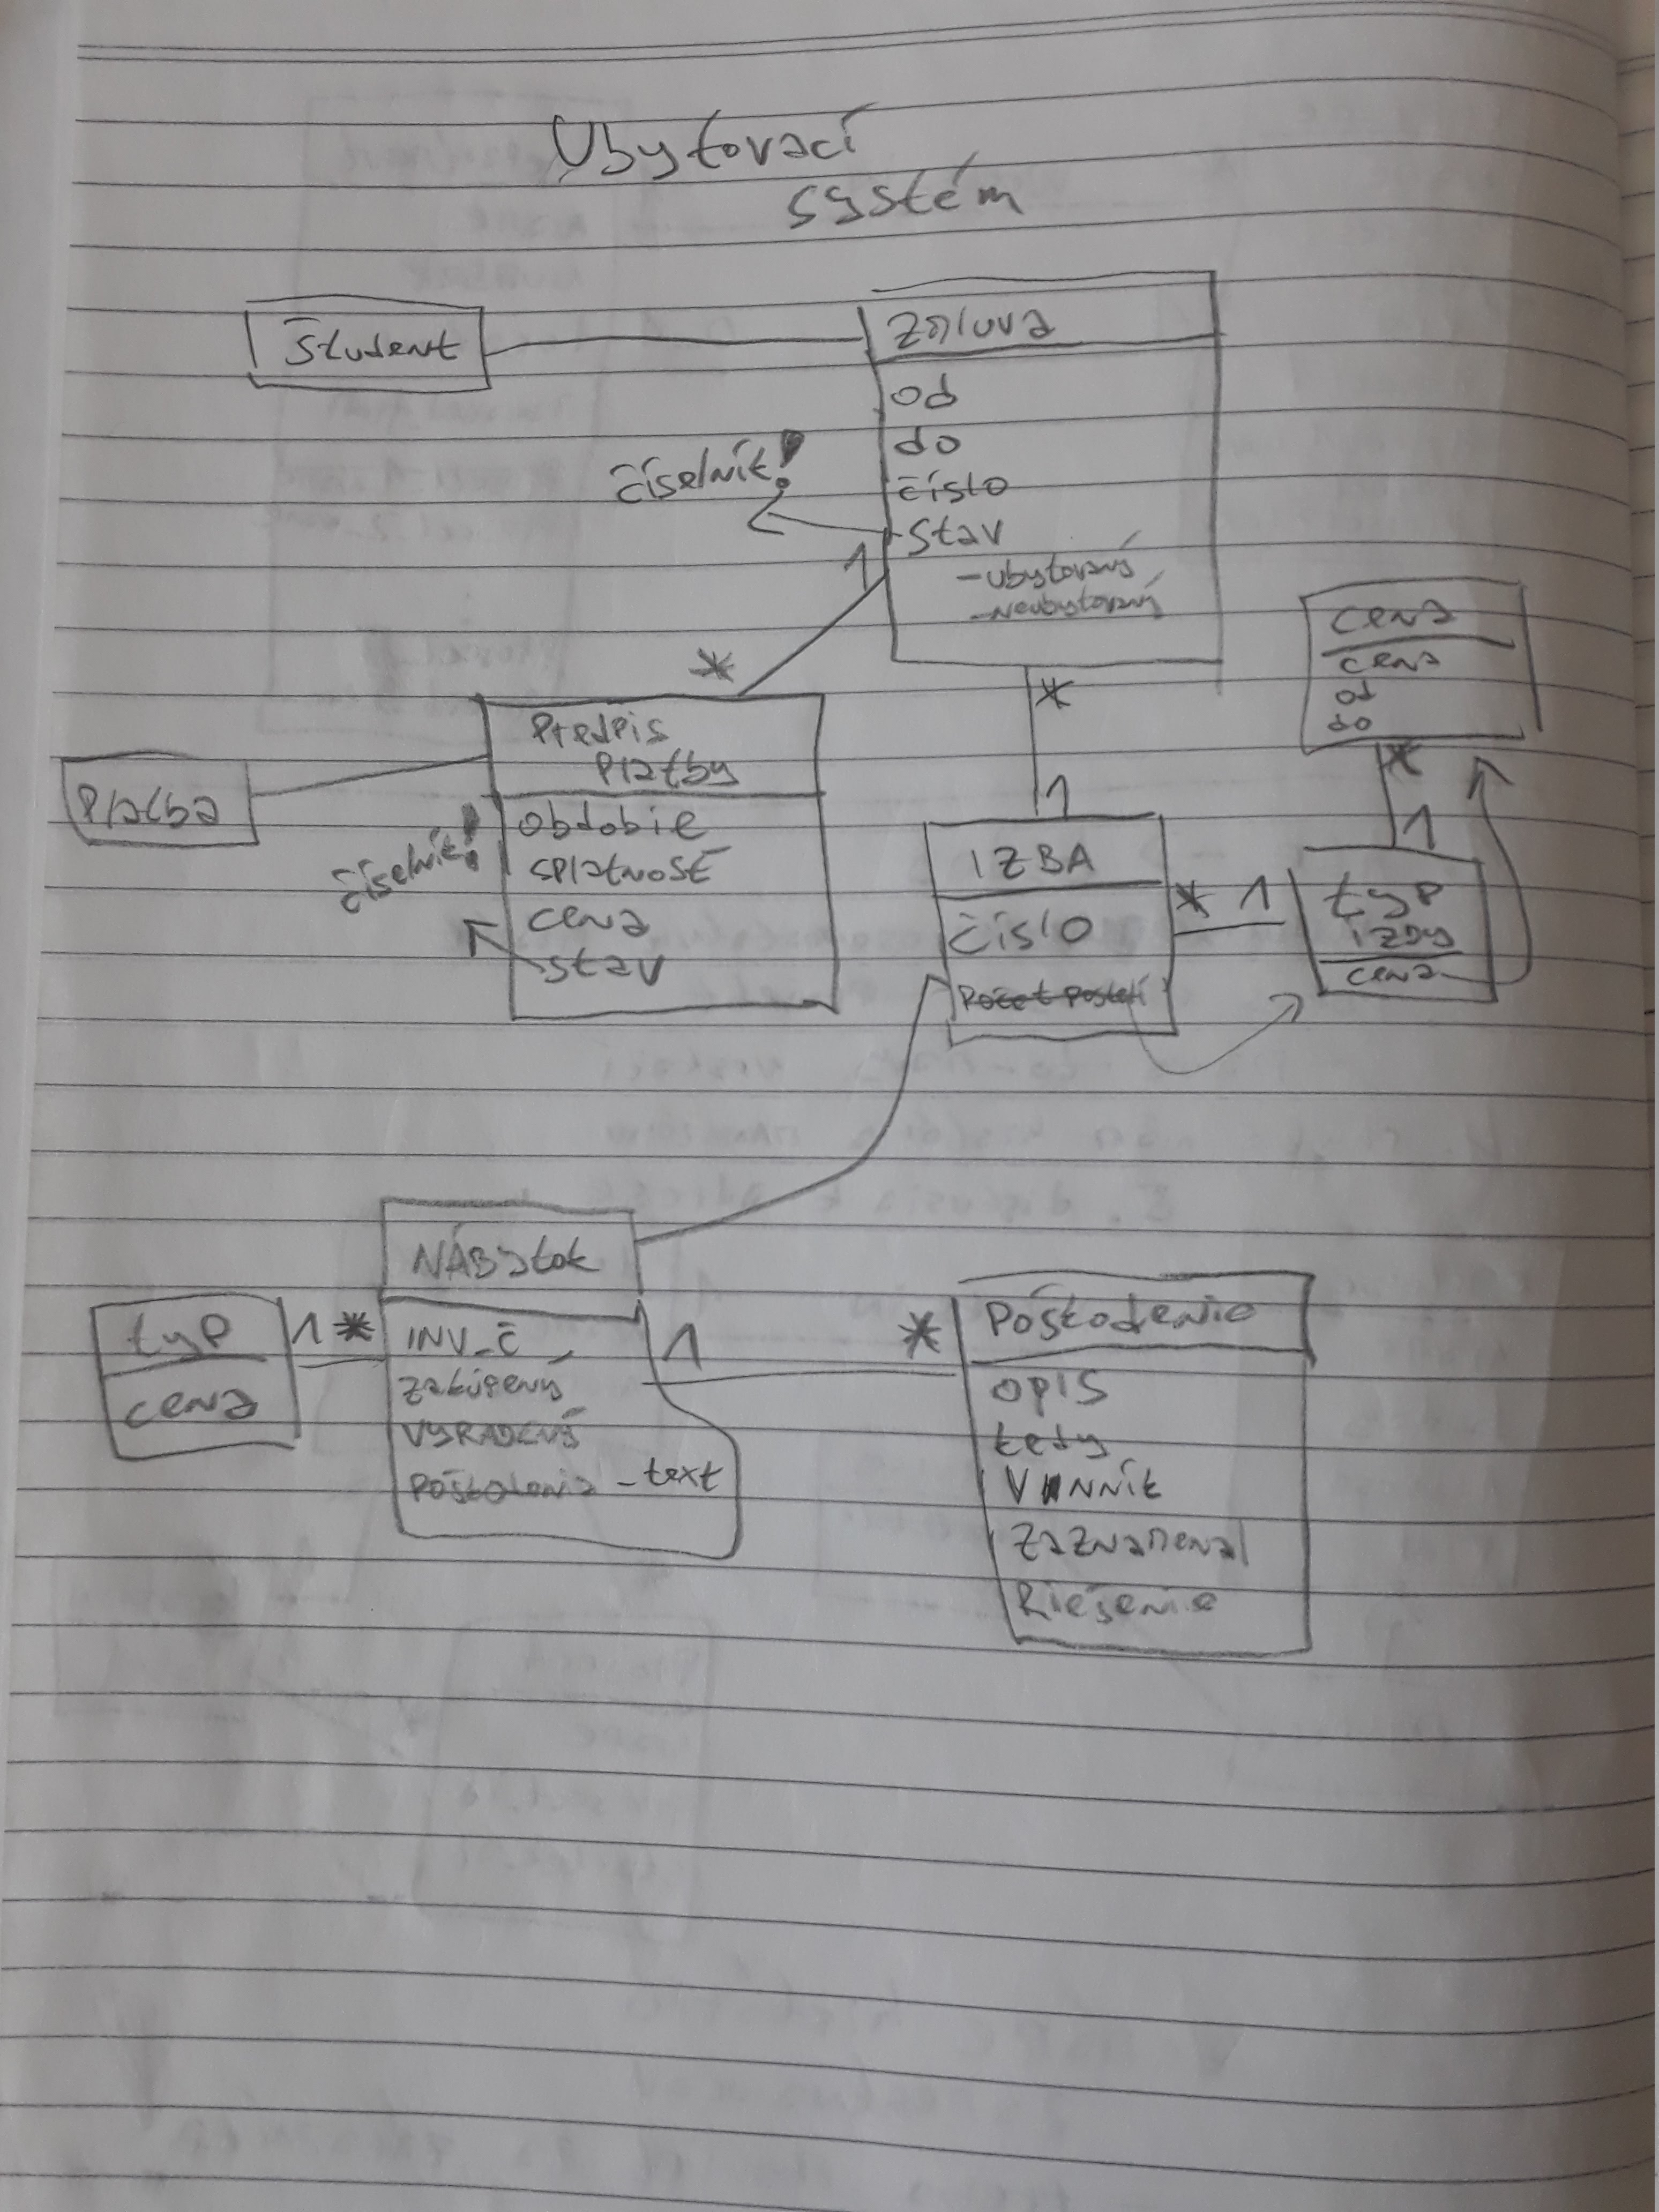 Ubytovací
systém
Študent
Zmluva
od
do
číslo
stav
- ubytovaný
- neubytovaný
číselník!
1
*
*
1
Predpis
Platby
obdobie
splatnosť
cena
stav
číselník!
Platba
cena
cena
od
do
*
1
IZBA
číslo
Počet postelí
* 1
typ
izby
cena
NÁBytok
INV_č
zakúpený
VYRADENÝ
Poškodenia - text
typ
cena
1 *
1
*
Poškodenie
OPIS
kedy
Vinník
Zaznamenal
Riešenie